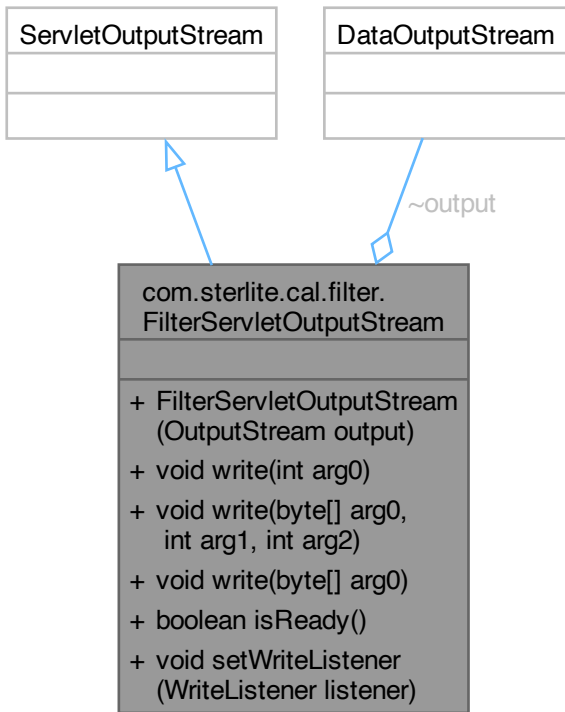 ServletOutputStream
DataOutputStream
~output
com.sterlite.cal.filter.
FilterServletOutputStream
+ FilterServletOutputStream
(OutputStream output)
+ void write(int arg0)
+ void write(byte[] arg0,
int arg1, int arg2)
+ void write(byte[] arg0)
+ boolean isReady()
+ void setWriteListener
(WriteListener listener)